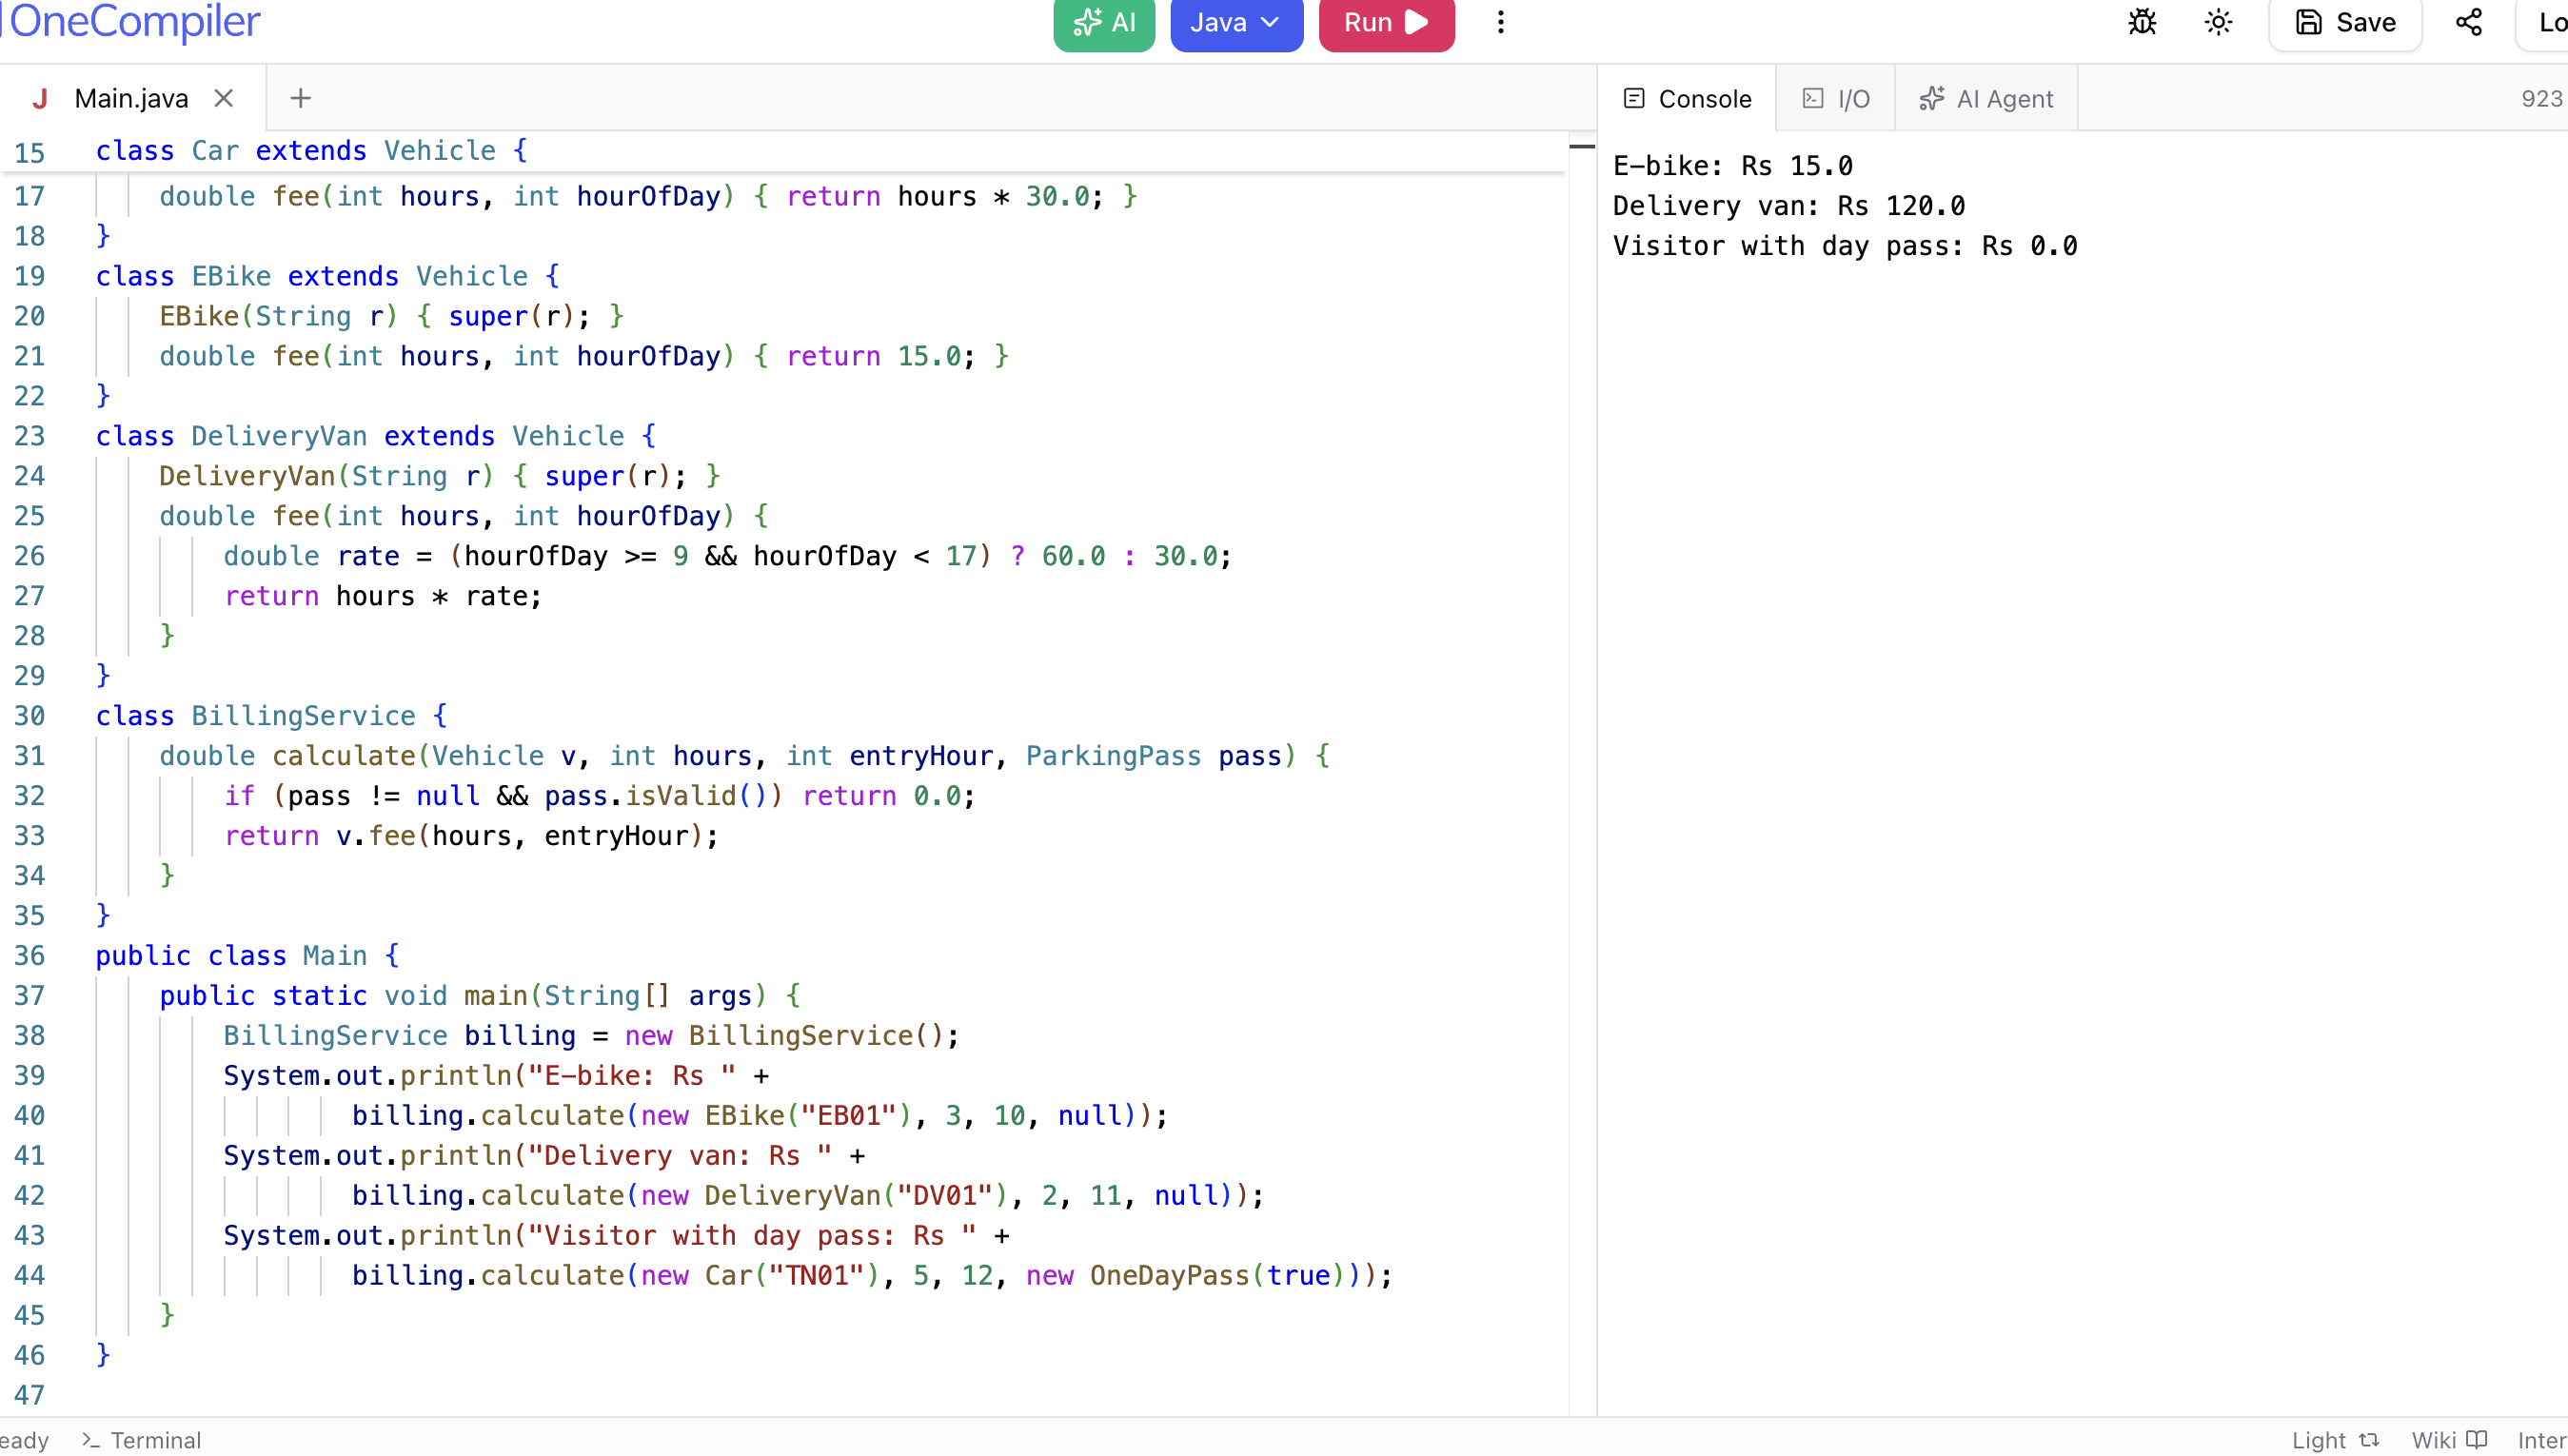 OneCompiler
AI
Java
Run
Save
J Main.java
Console
I/O
AI Agent
923
15 class Car extends Vehicle {
17 double fee(int hours, int hourOfDay) { return hours * 30.0; }
18 }
19 class EBike extends Vehicle {
20 EBike(String r) { super(r); }
21 double fee(int hours, int hourOfDay) { return 15.0; }
22 }
23 class DeliveryVan extends Vehicle {
24 DeliveryVan(String r) { super(r); }
25 double fee(int hours, int hourOfDay) {
26 double rate = (hourOfDay >= 9 && hourOfDay < 17) ? 60.0 : 30.0;
27 return hours * rate;
28 }
29 }
30 class BillingService {
31 double calculate(Vehicle v, int hours, int entryHour, ParkingPass pass) {
32 if (pass != null && pass.isValid()) return 0.0;
33 return v.fee(hours, entryHour);
34 }
35 }
36 public class Main {
37 public static void main(String[] args) {
38 BillingService billing = new BillingService();
39 System.out.println("E-bike: Rs " +
40 billing.calculate(new EBike("EB01"), 3, 10, null));
41 System.out.println("Delivery van: Rs " +
42 billing.calculate(new DeliveryVan("DV01"), 2, 11, null));
43 System.out.println("Visitor with day pass: Rs " +
44 billing.calculate(new Car("TN01"), 5, 12, new OneDayPass(true)));
45 }
46 }
47
E-bike: Rs 15.0
Delivery van: Rs 120.0
Visitor with day pass: Rs 0.0
Terminal
Light
Wiki